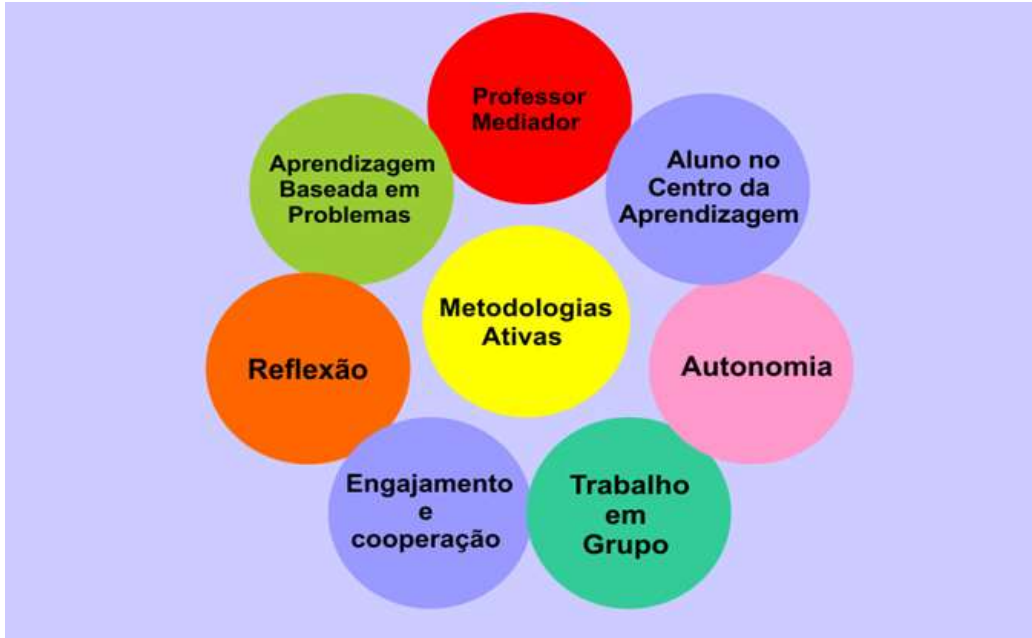 Professor
Mediador
Aluno no
Centro da
Aprendizagem
Autonomia
Trabalho
em
Grupo
Engajamento
e
cooperação
Reflexão
Aprendizagem
Baseada em
Problemas
Metodologias
Ativas